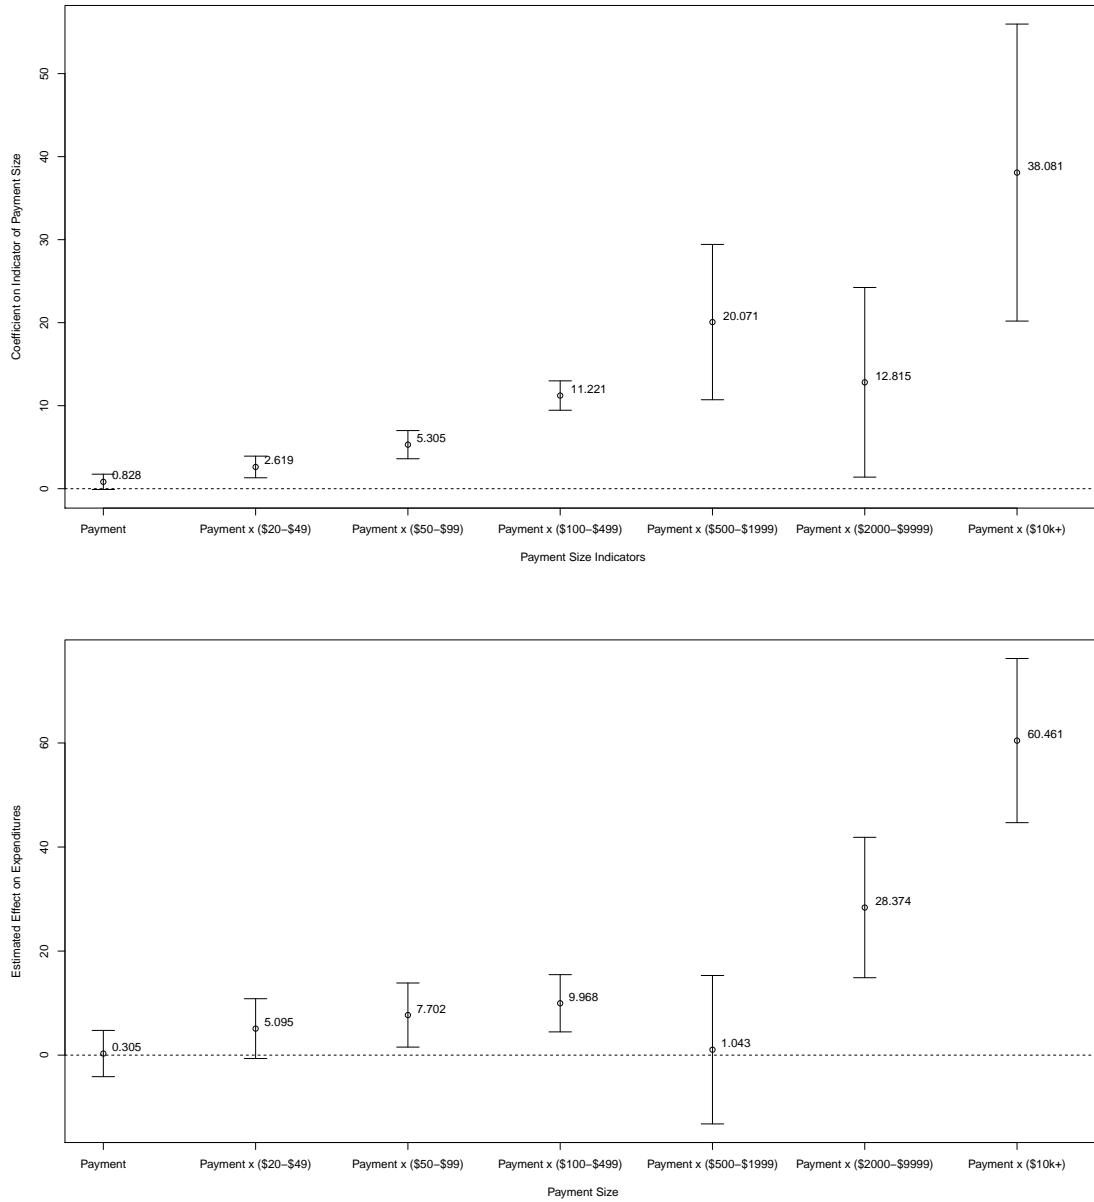 Coefficient on Indicator of Payment Size
50
40
30
20
10
0
0.828
2.619
5.305
11.221
20.071
12.815
38.081
Payment
Payment x ($20−$49)
Payment x ($50−$99)
Payment x ($100−$499)
Payment x ($500−$1999)
Payment x ($2000−$9999)
Payment x ($10k+)
Payment Size Indicators
Estimated Effect on Expenditures
60
40
20
0
0.305
5.095
7.702
9.968
1.043
28.374
60.461
Payment
Payment x ($20−$49)
Payment x ($50−$99)
Payment x ($100−$499)
Payment x ($500−$1999)
Payment x ($2000−$9999)
Payment x ($10k+)
Payment Size